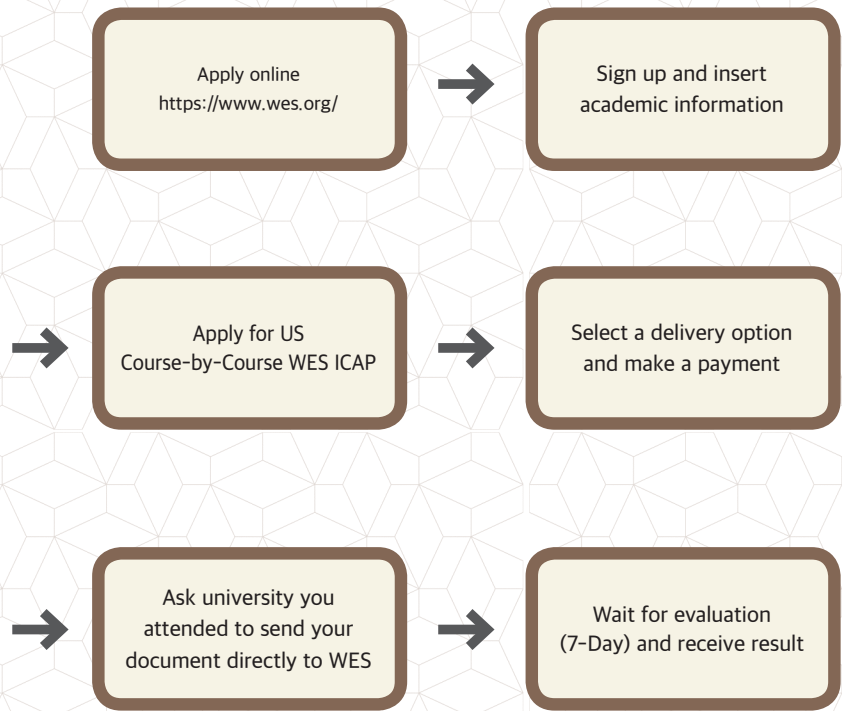 Apply online
https://www.wes.org/
Sign up and insert
academic information
Apply for US
Course-by-Course WES ICAP
Select a delivery option
and make a payment
Ask university you
attended to send your
document directly to WES
Wait for evaluation
(7-Day) and receive result